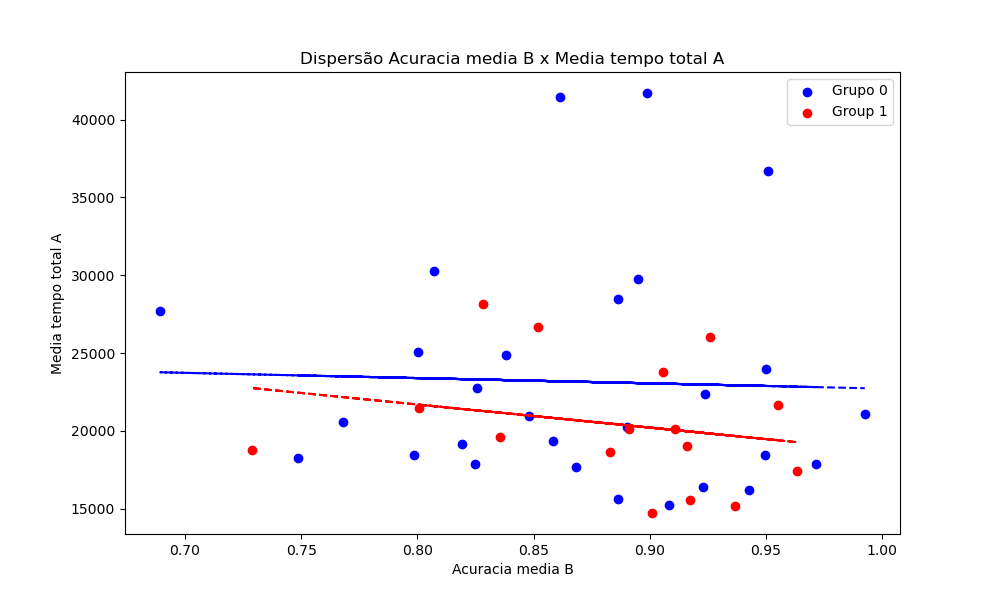 Dispersão Acuracia media B x Media tempo total A
Grupo 0
Group 1
Media tempo total A
40000
35000
30000
25000
20000
15000
0.70 0.75 0.80 0.85 0.90 0.95 1.00
Acuracia media B